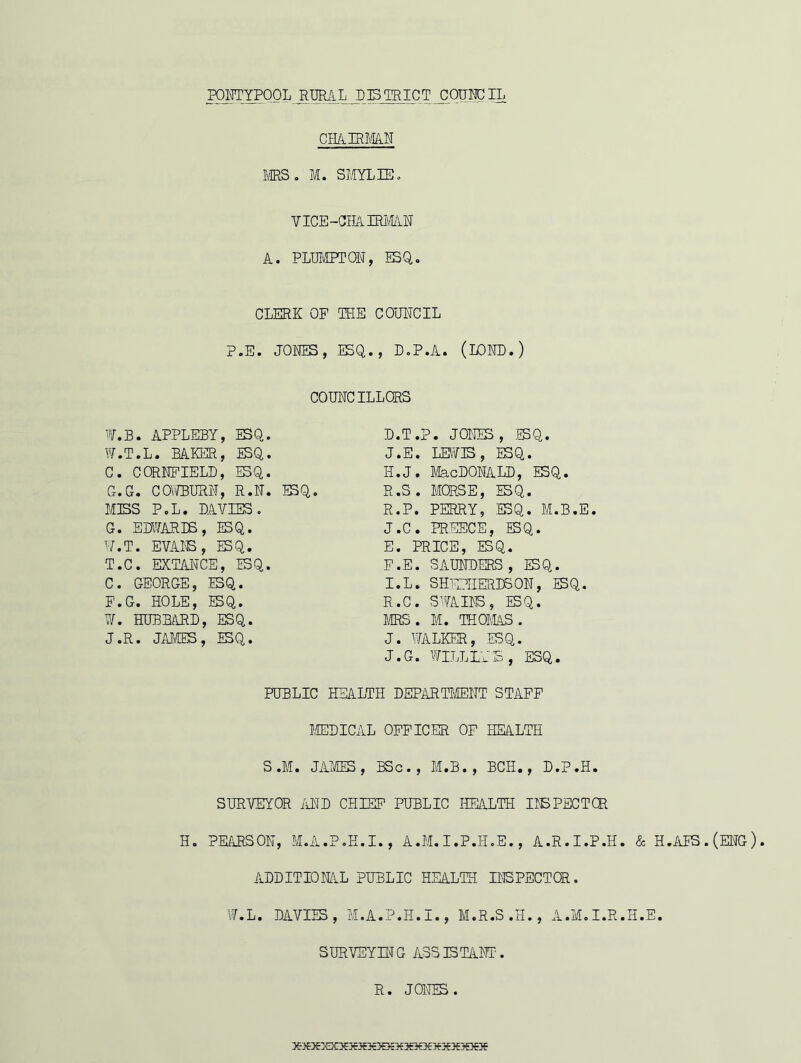 PONTYPOOL RURAL DISTRICT COUNCIL
CHAIRMAN
MRS. M. SMYLIE.
VICE-CHAIRMAN
A. PLUMPTON, ESQ.
CLERK OF THE COUNCIL
P.E. JONES, ESQ., D.P.A. (LOND.)
COUNCILLORS
W.B. APPLEBY, ESQ.
W.T.L. BAKER, ESQ.
C. CORNFIELD, ESQ.
G.G. COWBURN, R.N. ESQ.
MISS P.L. DAVIES.
G. EDWARDS, ESQ.
W.T. EVANS, ESQ.
T.C. EXTANCE, ESQ.
C. GEORGE, ESQ.
F.G. HOLE, ESQ.
W. HUBBARD, ESQ.
J.R. JAMES, ESQ.
D.T.P. JONES, ESQ.
J.E. LEWIS, ESQ.
H.J. MacDONALD, ESQ.
R.S. MORSE, ESQ.
R.P. PERRY, ESQ. M.B.E.
J.C. PREECE, ESQ.
E. PRICE, ESQ.
F.E. SAUNDERS, ESQ.
I.L. SHEPHERDSON, ESQ.
R.C. SWAINS, ESQ.
MRS. M. THOMAS.
J. WALKER, ESQ.
J.G. , ESQ.
PUBLIC HEALTH DEPARTMENT STAFF
MEDICAL OFFICER OF HEALTH
S.M. JAMES, BSc., M.B., BCH., D.P.H.
SURVEYOR AND CHIEF PUBLIC HEALTH INSPECTOR
H. PEARSON, M.A.P.H.I., A.M.I.P.H.E., A.R.I.P.H. & H.AFS.(ENG).
ADDITIONAL PUBLIC HEALTH INSPECTOR.
W.L. DAVIES, M.A.P.H.I., M.R.S.H., A.M.I.R.H.E.
SURVEYING ASSISTANT.
R. JONES.